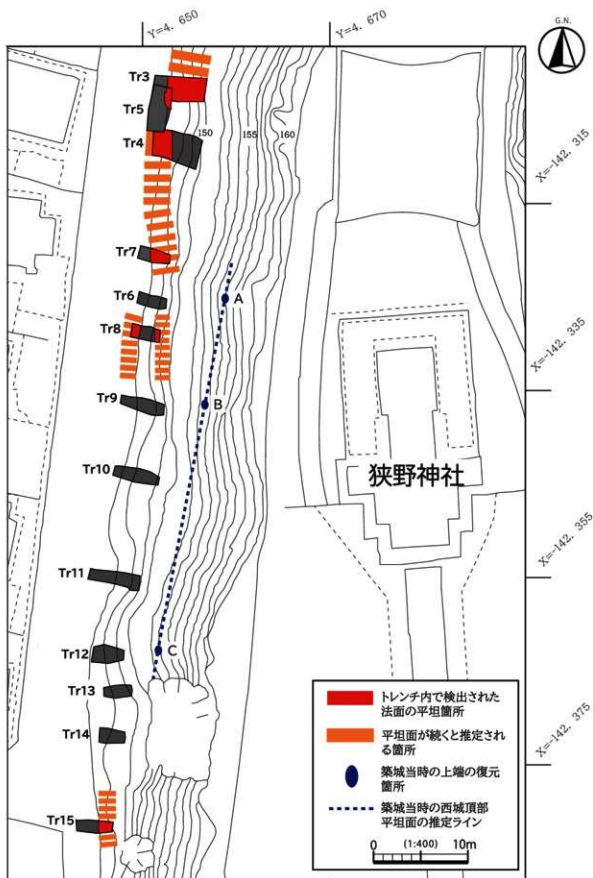 Y=4. 650
Y=4. 670
G.N.
Tr3
Tr5
150
155
160
Tr4
X=-142. 315
Tr7
Tr6
A
Tr8
X=-142. 335
Tr9
B
Tr10
狭野神社
X=-142. 355
Tr11
Tr12
C
Tr13
Tr14
X=-142. 375
Tr15
トレンチ内で検出された
法面の平坦箇所
平坦面が続くと推定され
る箇所
築城当時の上端の復元
箇所
築城当時の西城頂部
平坦面の推定ライン
0 (1:400) 10m